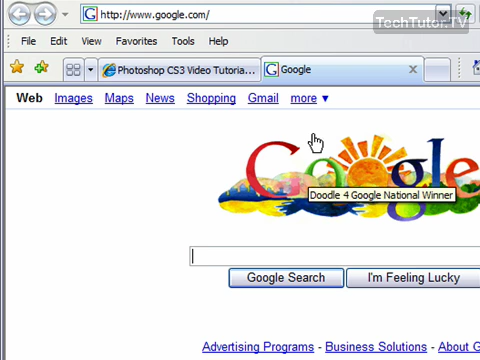 http://www.google.com/
TechTutor.TV
File Edit View Favorites Tools Help
Photoshop CS3 Video Tutoria... Google
Web Images Maps News Shopping Gmail more ▼
Google
Doodle 4 Google National Winner
Google Search I'm Feeling Lucky
Advertising Programs - Business Solutions - About G